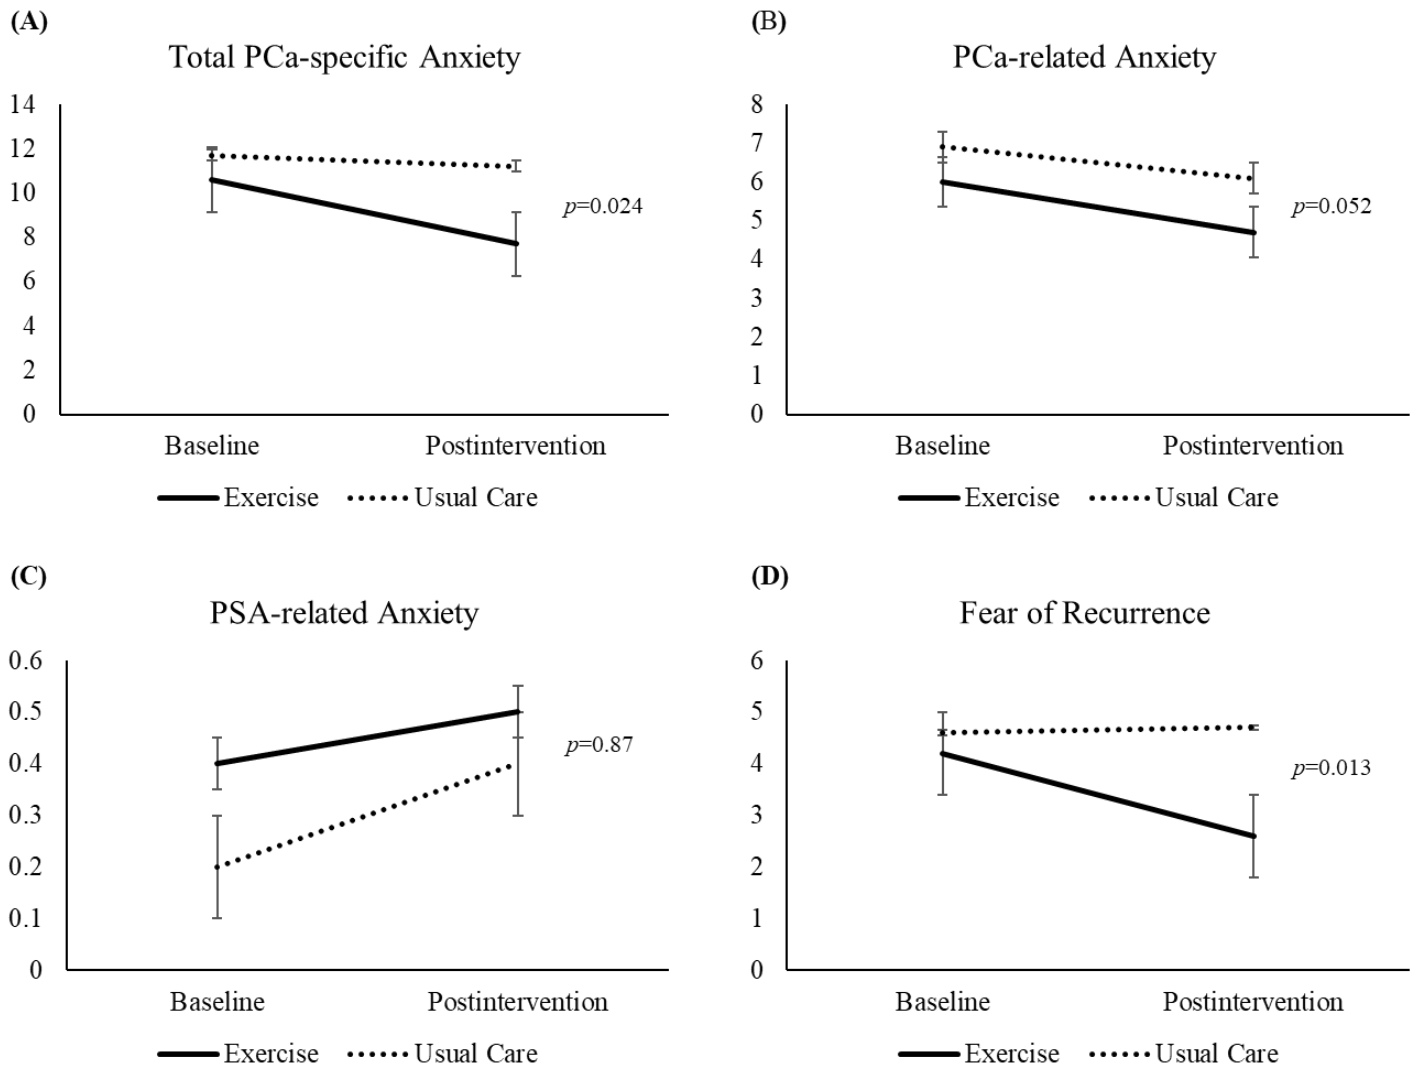 (A)
Total PCa-specific Anxiety
14
12
10
8
6
4
2
0
p=0.024
Baseline Postintervention
Exercise Usual Care
(B)
PCa-related Anxiety
8
7
6
5
4
3
2
1
0
p=0.052
Baseline Postintervention
Exercise Usual Care
(C)
PSA-related Anxiety
0.6
0.5
0.4
0.3
0.2
0.1
0
p=0.87
Baseline Postintervention
Exercise Usual Care
(D)
Fear of Recurrence
6
5
4
3
2
1
0
p=0.013
Baseline Postintervention
Exercise Usual Care